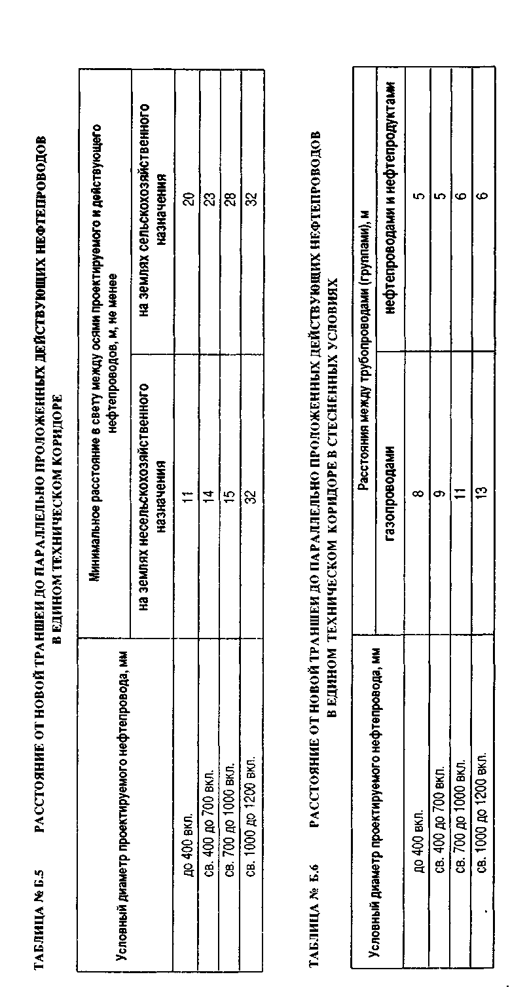 ТАБЛИЦА № Б.5 РАССТОЯНИЕ ОТ НОВОЙ ТРАНШЕИ ДО ПАРАЛЛЕЛЬНО ПРОЛОЖЕННЫХ ДЕЙСТВУЮЩИХ НЕФТЕПРОВОДОВ
В ЕДИНОМ ТЕХНИЧЕСКОМ КОРИДОРЕ
Условный диаметр проектируемого нефтепровода, мм
Минимальное расстояние в свету между осями проектируемого и действующего
нефтепроводов, м, не менее
на землях несельскохозяйственного
назначения
на землях сельскохозяйственного
назначения
до 400 вкл. 11 20
св. 400 до 700 вкл. 14 23
св. 700 до 1000 вкл. 15 28
св. 1000 до 1200 вкл. 32 32
ТАБЛИЦА № Б.6 РАССТОЯНИЕ ОТ НОВОЙ ТРАНШЕИ ДО ПАРАЛЛЕЛЬНО ПРОЛОЖЕННЫХ ДЕЙСТВУЮЩИХ НЕФТЕПРОВОДОВ
В ЕДИНОМ ТЕХНИЧЕСКОМ КОРИДОРЕ В СТЕСНЕННЫХ УСЛОВИЯХ
Условный диаметр проектируемого нефтепровода, мм
Расстояния между трубопроводами (группами), м
газопроводами
нефтепроводами и нефтепродуктами
до 400 вкл. 8 5
св. 400 до 700 вкл. 9 5
св. 700 до 1000 вкл. 11 6
св. 1000 до 1200 вкл. 13 6